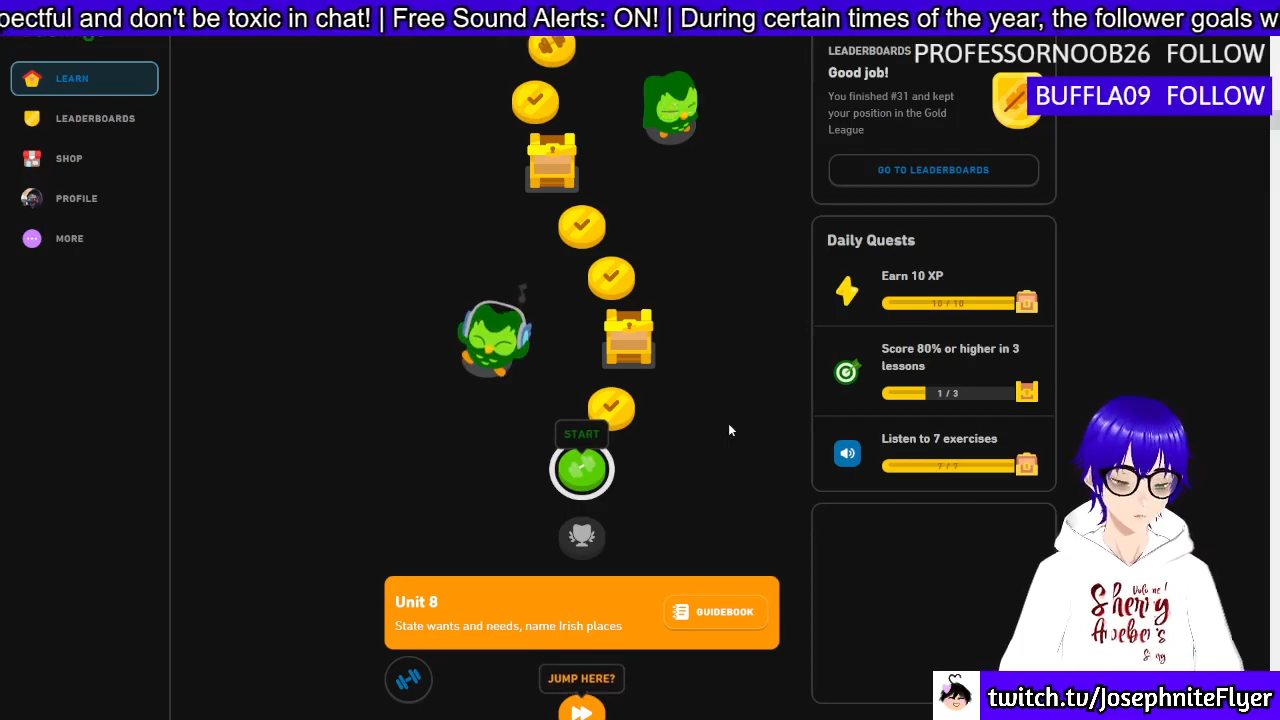 pectful and don't be toxic in chat! | Free Sound Alerts: ON! | During certain times of the year, the follower goals w
PROFESSORNOOB26 FOLLOW
BUFFLA09 FOLLOW
LEARN
LEADERBOARDS
SHOP
PROFILE
MORE
START
Unit 8
State wants and needs, name Irish places
GUIDEBOOK
JUMP HERE?
LEADERBOARDS
Good job!
You finished #31 and kept
your position in the Gold
League
GO TO LEADERBOARDS
Daily Quests
Earn 10 XP
10 / 10
Score 80% or higher in 3
lessons
1 / 3
Listen to 7 exercises
7 / 7
twitch.tv/JosephniteFlyer